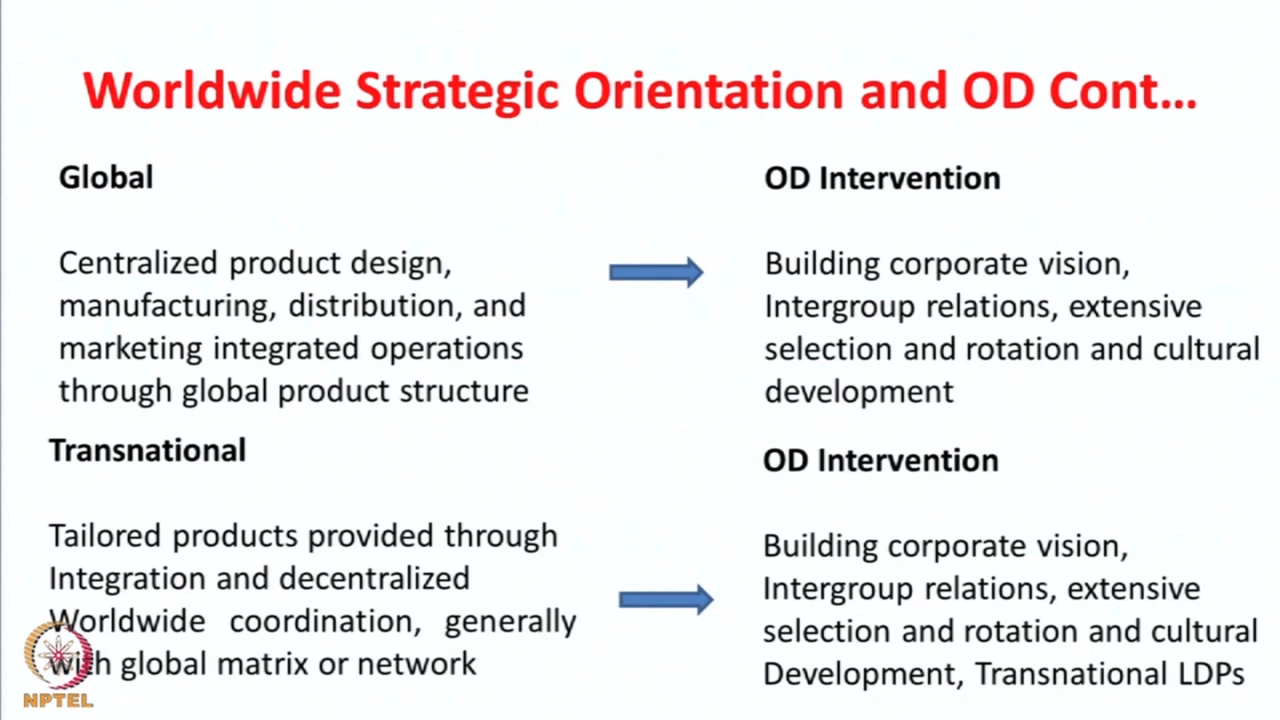 Worldwide Strategic Orientation and OD Cont...
Global
Centralized product design,
manufacturing, distribution, and
marketing integrated operations
through global product structure
OD Intervention
Building corporate vision,
Intergroup relations, extensive
selection and rotation and cultural
development
Transnational
Tailored products provided through
Integration and decentralized
Worldwide coordination, generally
with global matrix or network
OD Intervention
Building corporate vision,
Intergroup relations, extensive
selection and rotation and cultural
Development, Transnational LDPs
NPTEL